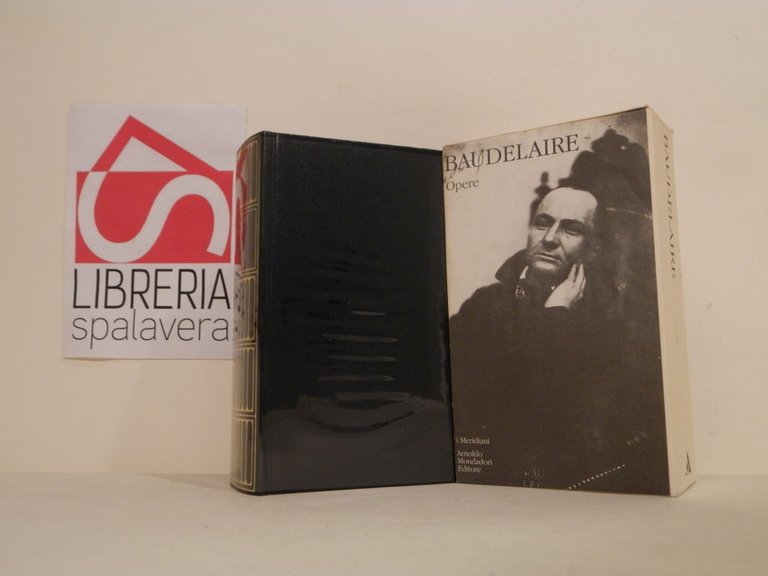 LIBRERIA
spalavera
BAUDELAIRE
Opere
i Meridiani
Arnoldo
Mondadori
Editore
BAUDELAIRE